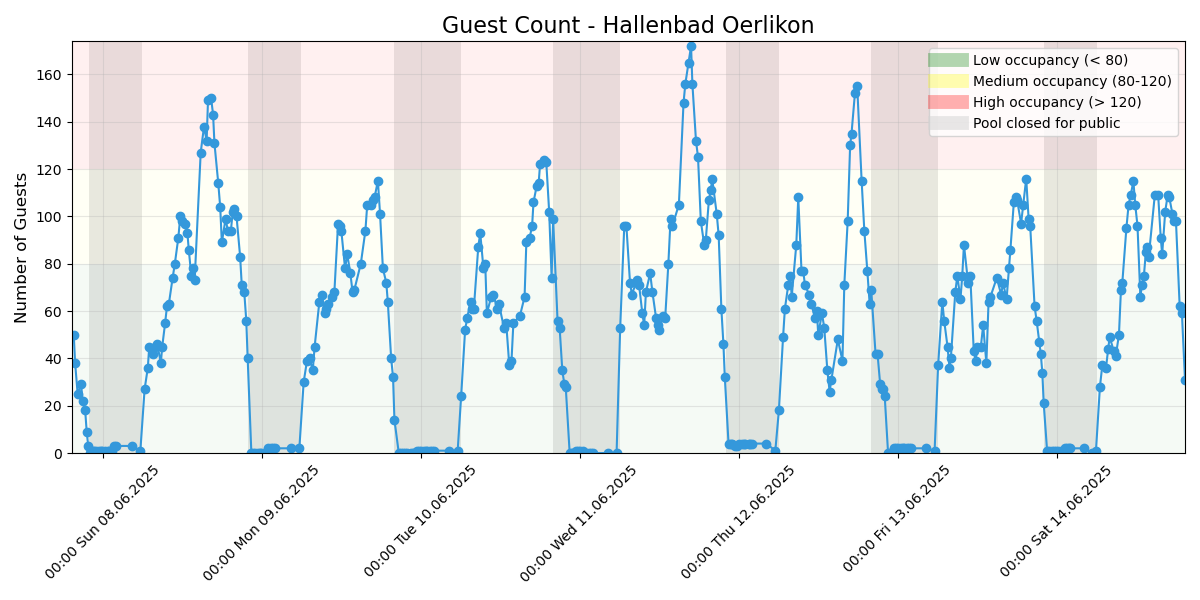 Guest Count - Hallenbad Oerlikon
Number of Guests
160
140
120
100
80
60
40
20
0
Low occupancy (< 80)
Medium occupancy (80-120)
High occupancy (> 120)
Pool closed for public
00:00 Sun 08.06.2025
00:00 Mon 09.06.2025
00:00 Tue 10.06.2025
00:00 Wed 11.06.2025
00:00 Thu 12.06.2025
00:00 Fri 13.06.2025
00:00 Sat 14.06.2025